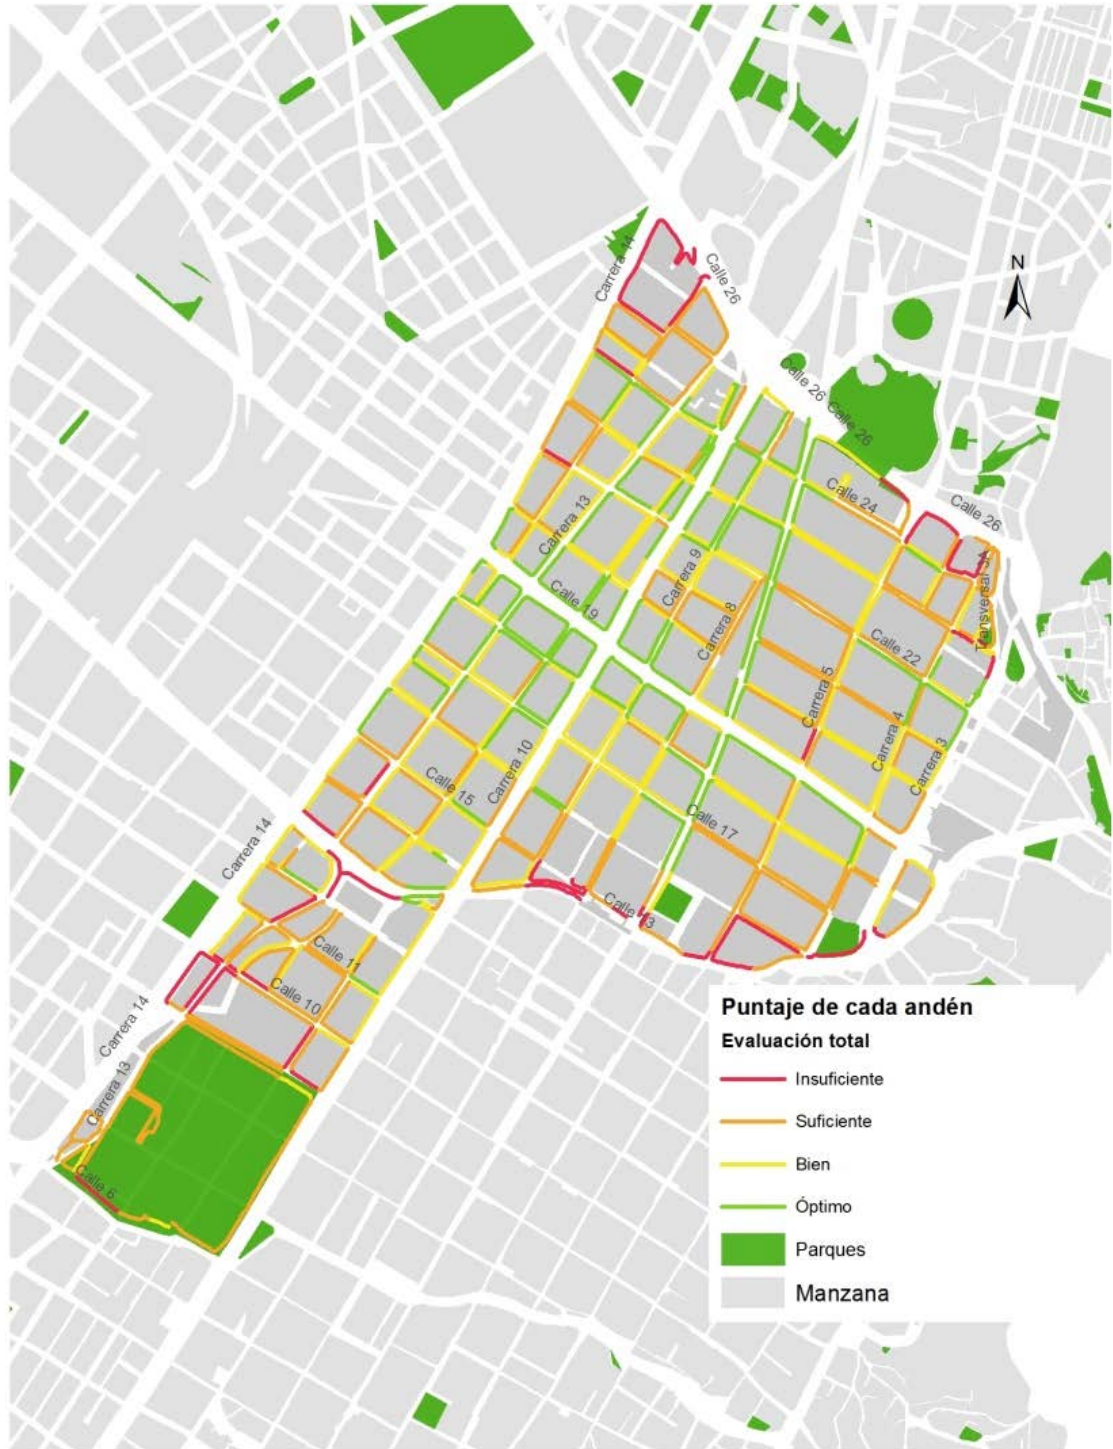 N
Carrera 14
Calle 26
Calle 26
Calle 26
Calle 24
Calle 26
Carrera 13
Carrera 9
Calle 19
Carrera 8
Transversal 3A
Calle 22
Carrera 5
Carrera 4
Carrera 3
Carrera 10
Calle 15
Calle 17
Carrera 14
Calle 13
Calle 11
Calle 10
Carrera 14
Carrera 13
Calle 6
Puntaje de cada andén
Evaluación total
Insuficiente
Suficiente
Bien
Óptimo
Parques
Manzana